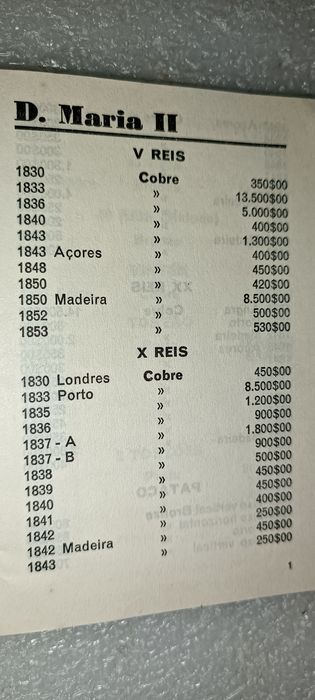 D. Maria II
V REIS
1830 Cobre 350$00
1833 » 13.500$00
1836 » 5.000$00
1840 » 400$00
1843 » 1.300$00
1843 Açores » 400$00
1848 » 450$00
1850 » 420$00
1850 Madeira » 8.500$00
1852 » 500$00
1853 » 530$00
X REIS
1830 Londres Cobre 450$00
1833 Porto » 8.500$00
1835 » 1.200$00
1836 » 900$00
1837 - A » 1.800$00
1837 - B » 900$00
1838 » 500$00
1839 » 450$00
1840 » 450$00
1841 » 400$00
1842 » 250$00
1842 Madeira » 450$00
1843 » 250$00
1